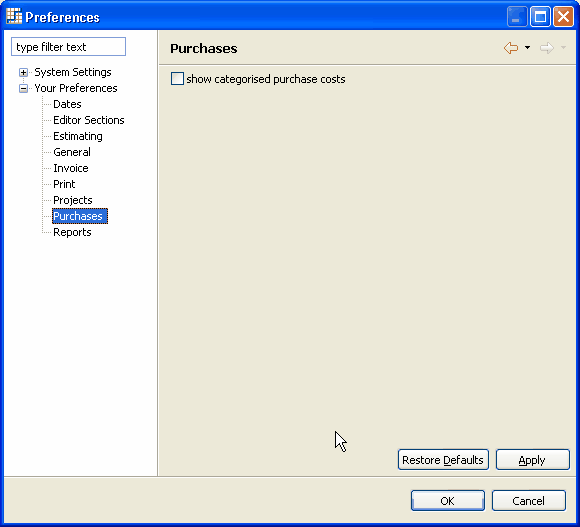 Preferences
type filter text
Purchases
System Settings
show categorised purchase costs
Your Preferences
Dates
Editor Sections
Estimating
General
Invoice
Print
Projects
Purchases
Reports
Restore Defaults Apply
OK Cancel